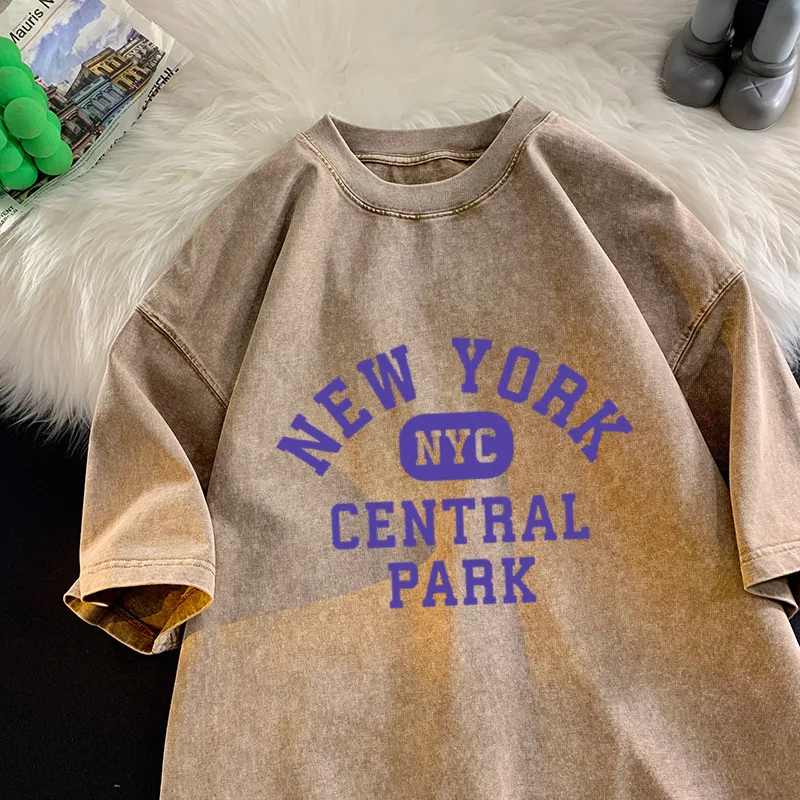 Mauris N
NEW YORK
NYC
CENTRAL
PARK